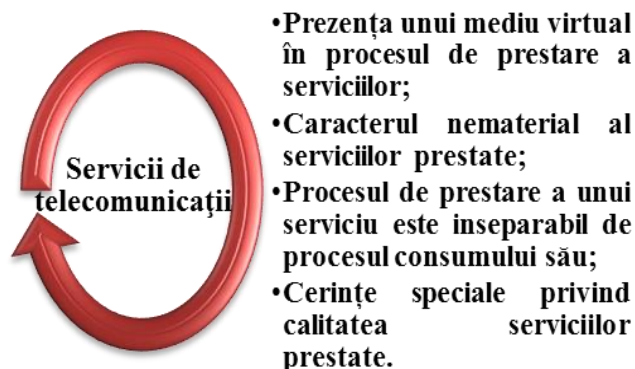 Servicii de
telecomunicaţii
•Prezența unui mediu virtual
în procesul de prestare a
serviciilor;
•Caracterul nematerial al
serviciilor prestate;
•Procesul de prestare a unui
serviciu este inseparabil de
procesul consumului său;
•Cerințe speciale privind
calitatea serviciilor
prestate.